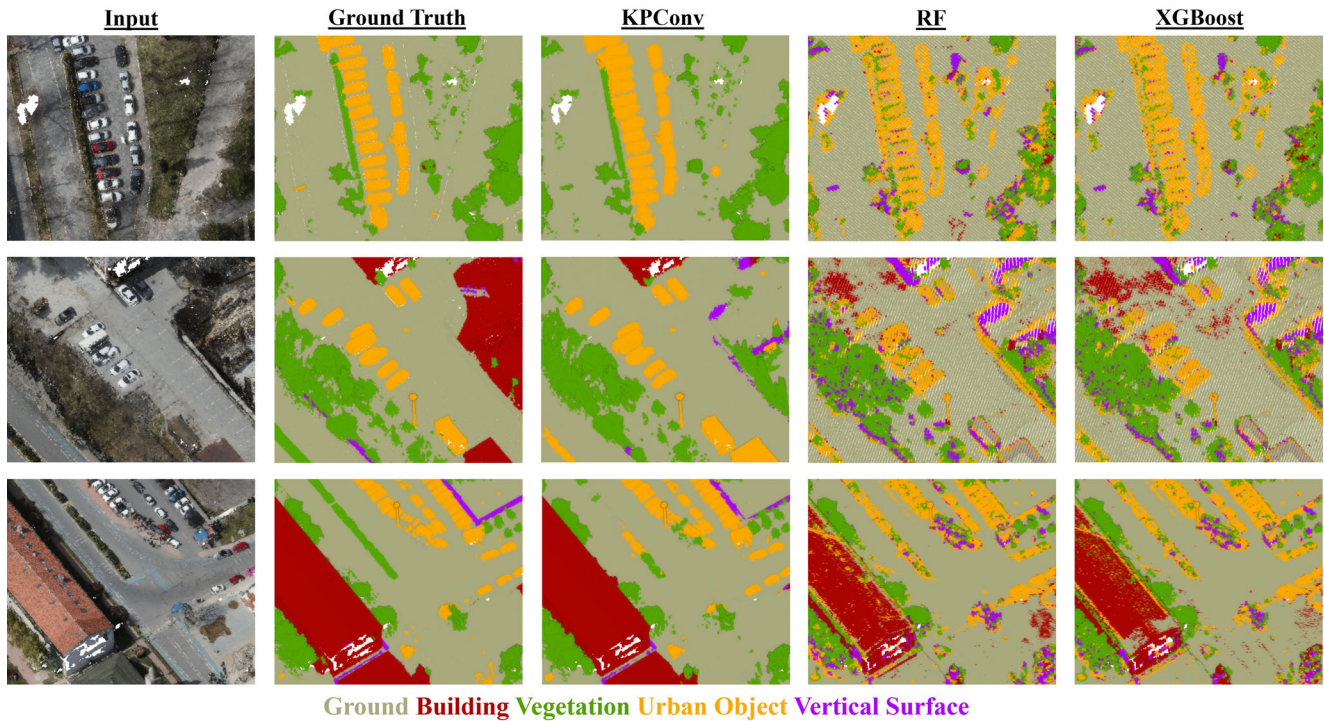 Input Ground Truth KPConv RF XGBoost
Ground Building Vegetation Urban Object Vertical Surface